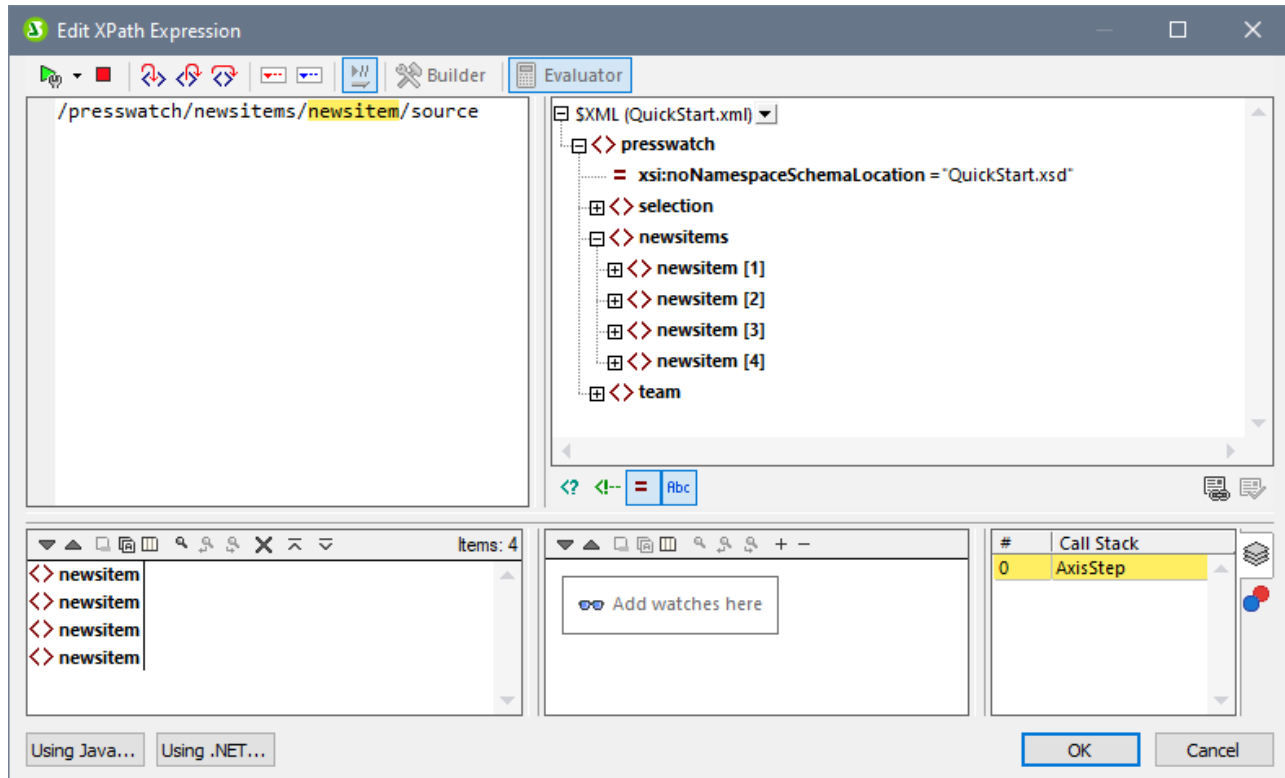 Edit XPath Expression
Builder
Evaluator
/presswatch/newsitems/newsitem/source
$XML (QuickStart.xml)
<> presswatch
= xsi:noNamespaceSchemaLocation ="QuickStart.xsd"
<> selection
<> newsitems
<> newsitem [1]
<> newsitem [2]
<> newsitem [3]
<> newsitem [4]
<> team
<? <!-- = Abc
Items: 4
<> newsitem
<> newsitem
<> newsitem
<> newsitem
Add watches here
# Call Stack
0 AxisStep
Using Java... Using .NET... OK Cancel